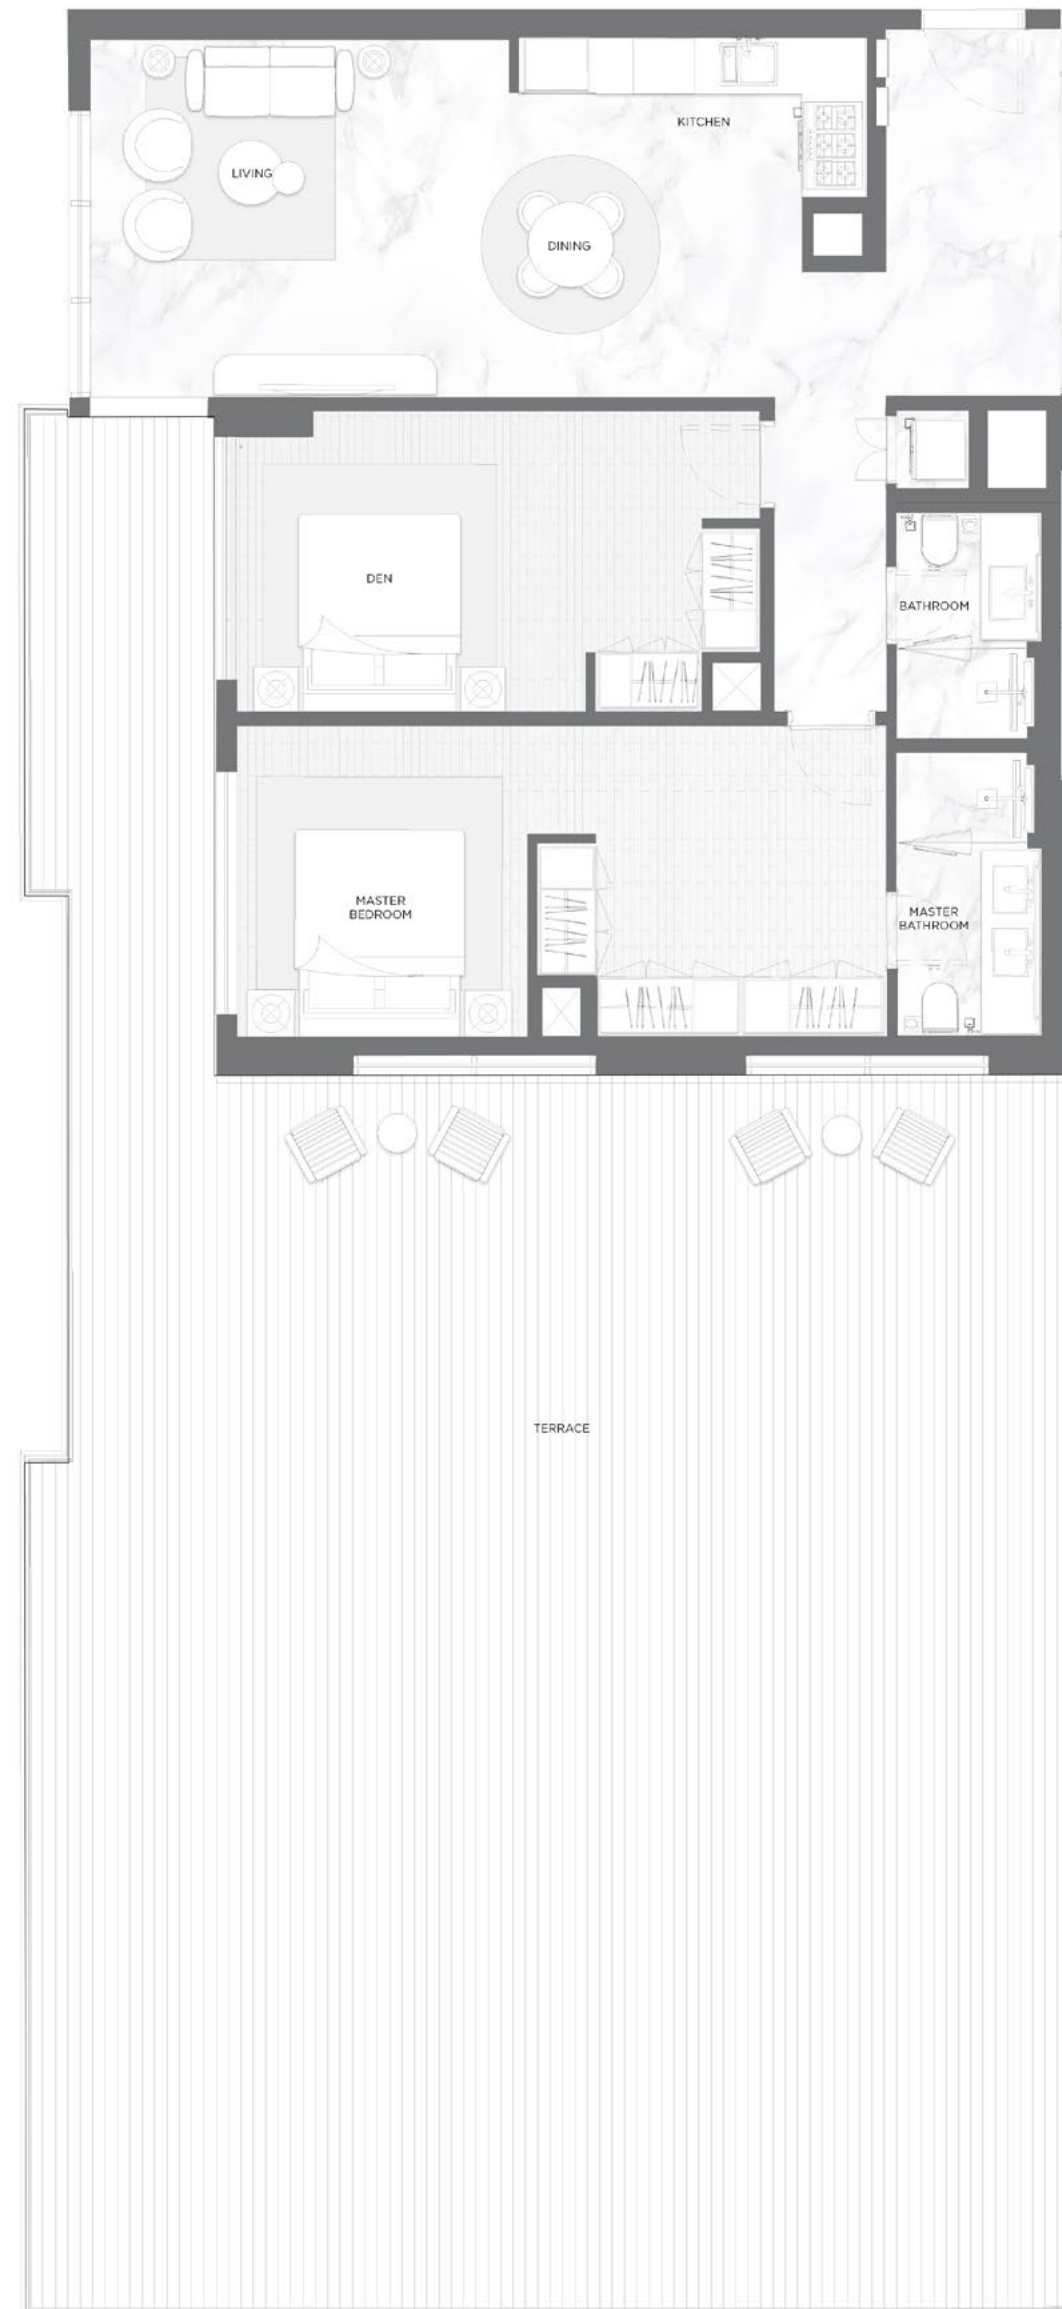 KITCHEN
LIVING
DINING
DEN
BATHROOM
MASTER
BEDROOM
MASTER
BATHROOM
TERRACE